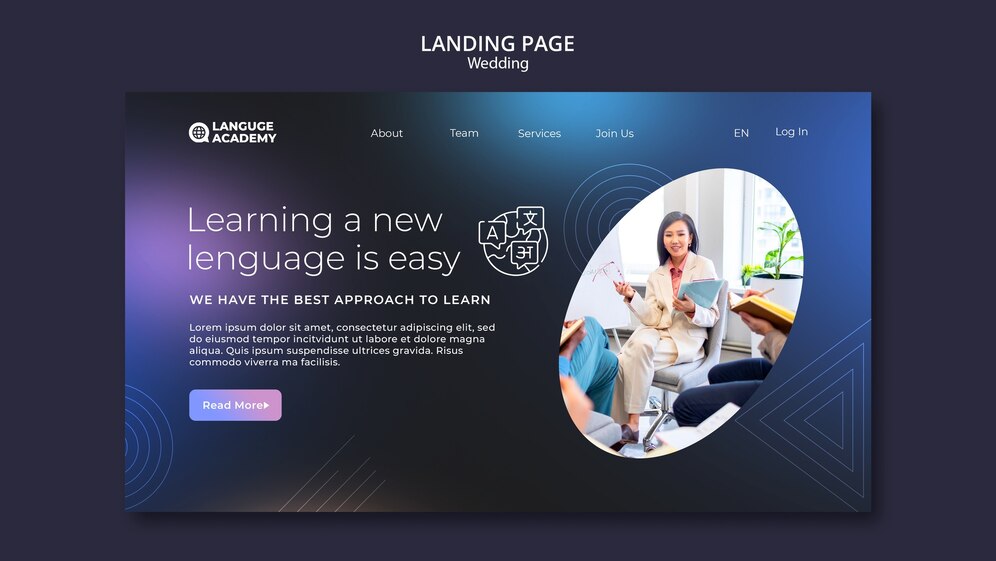 LANDING PAGE
Wedding
LANGUGE
ACADEMY
About
Team
Services
Join Us
EN
Log In
Learning a new
lenguage is easy
A
文
अ
WE HAVE THE BEST APPROACH TO LEARN
Lorem ipsum dolor sit amet, consectetur adipiscing elit, sed
do eiusmod tempor incitvidunt ut labore et dolore magna
aliqua. Quis ipsum suspendisse ultrices gravida. Risus
commodo viverra ma facilisis.
Read More